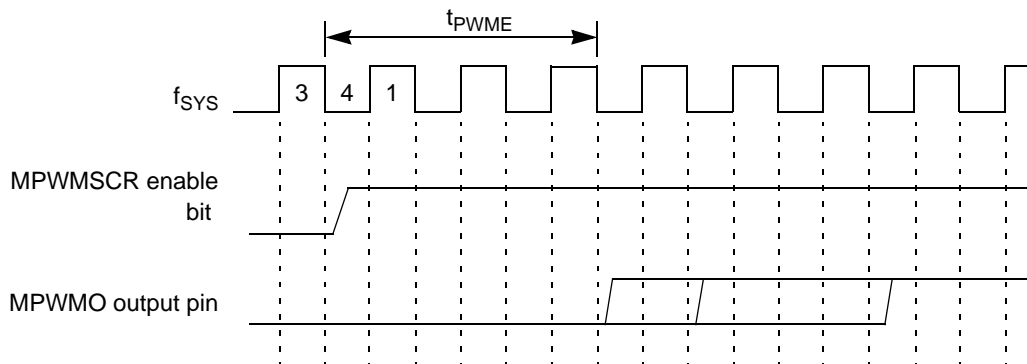 tPWME
fSYS
3 4 1
MPWMSCR enable
bit
MPWMO output pin